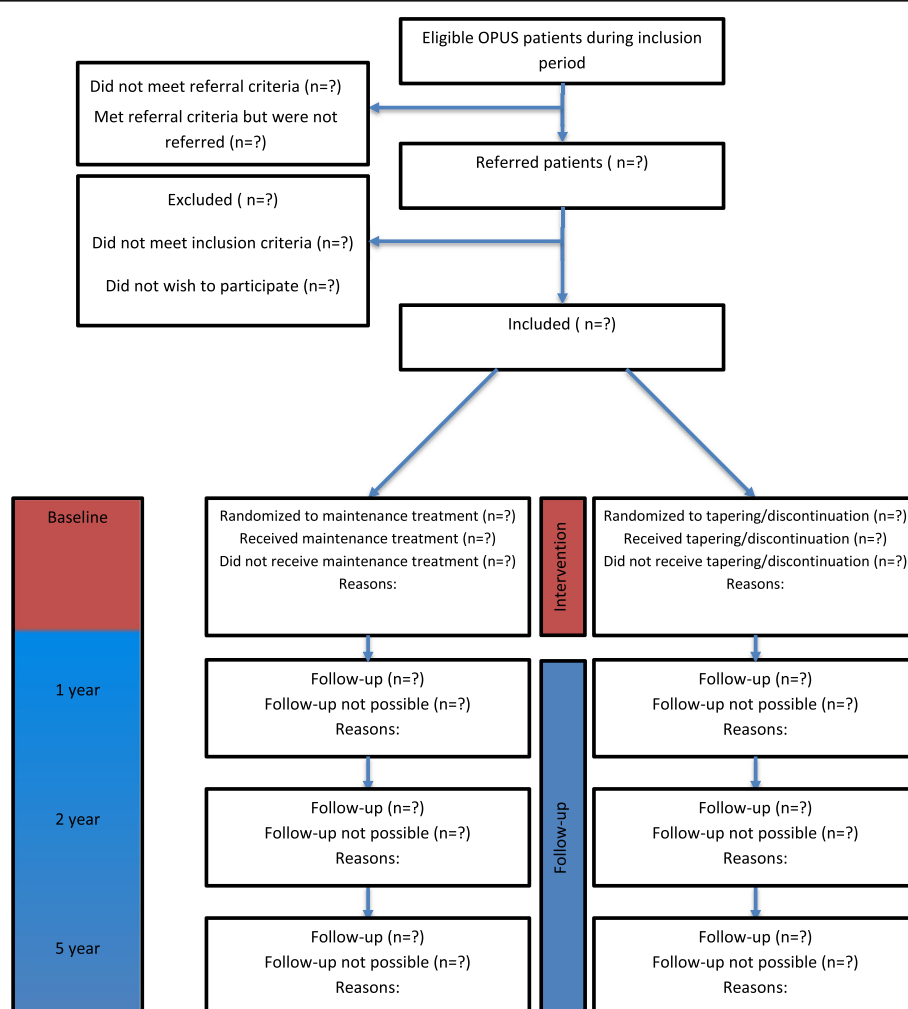 Eligible OPUS patients during inclusion
period
Did not meet referral criteria (n=?)
Met referral criteria but were not
referred (n=?)
Referred patients ( n=?)
Excluded ( n=?)
Did not meet inclusion criteria (n=?)
Did not wish to participate (n=?)
Included ( n=?)
Baseline
Randomized to maintenance treatment (n=?)
Received maintenance treatment (n=?)
Did not receive maintenance treatment (n=?)
Reasons:
Intervention
Randomized to tapering/discontinuation (n=?)
Received tapering/discontinuation (n=?)
Did not receive tapering/discontinuation (n=?)
Reasons:
1 year
Follow-up (n=?)
Follow-up not possible (n=?)
Reasons:
Follow-up (n=?)
Follow-up not possible (n=?)
Reasons:
2 year
Follow-up (n=?)
Follow-up not possible (n=?)
Reasons:
Follow-up
Follow-up (n=?)
Follow-up not possible (n=?)
Reasons:
5 year
Follow-up (n=?)
Follow-up not possible (n=?)
Reasons:
Follow-up (n=?)
Follow-up not possible (n=?)
Reasons: